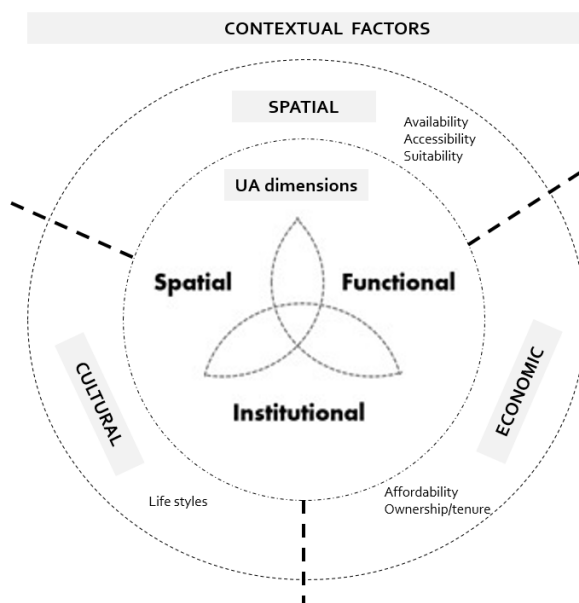 CONTEXTUAL FACTORS
SPATIAL
Availability
Accessibility
Suitability
UA dimensions
Spatial
Functional
Institutional
CULTURAL
ECONOMIC
Life styles
Affordability
Ownership/tenure